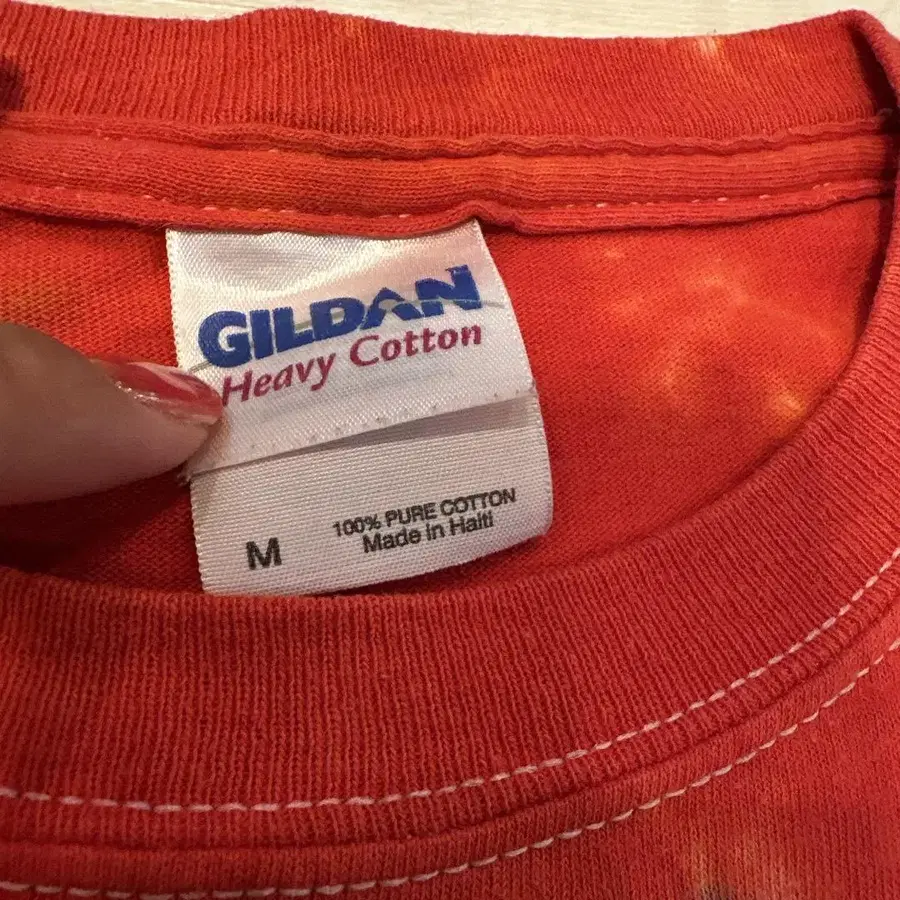 GILDAN
Heavy Cotton
M
100% PURE COTTON
Made in Haiti